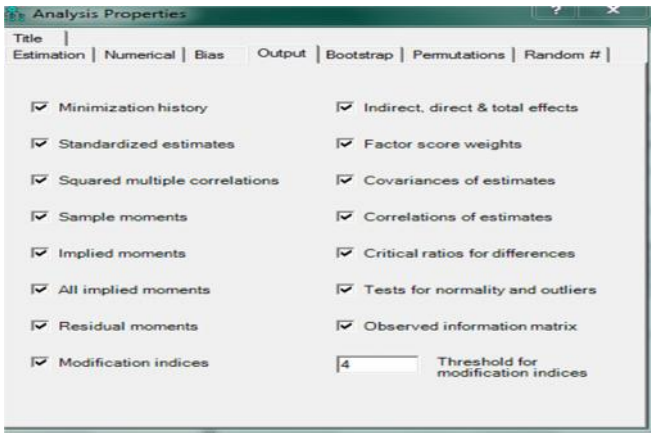 Analysis Properties
Title
Estimation Numerical Bias Output Bootstrap Permutations Random #
Minimization history
Indirect, direct & total effects
Standardized estimates
Factor score weights
Squared multiple correlations
Covariances of estimates
Sample moments
Correlations of estimates
Implied moments
Critical ratios for differences
All implied moments
Tests for normality and outliers
Residual moments
Observed information matrix
Modification indices
4
Threshold for
modification indices